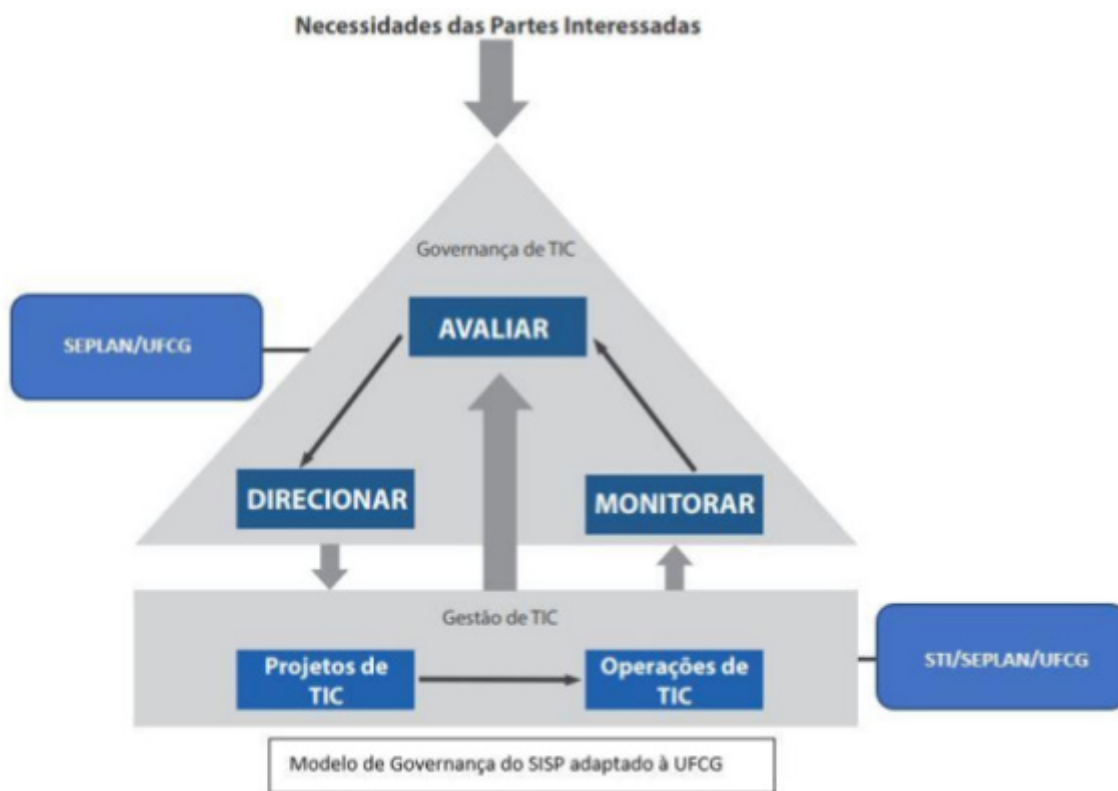 Necessidades das Partes Interessadas
Governança de TIC
AVALIAR
SEPLAN/UFCG
DIRECIONAR
MONITORAR
Gestão de TIC
Projetos de
TIC
Operações de
TIC
STI/SEPLAN/UFCG
Modelo de Governança do SISP adaptado à UFCG